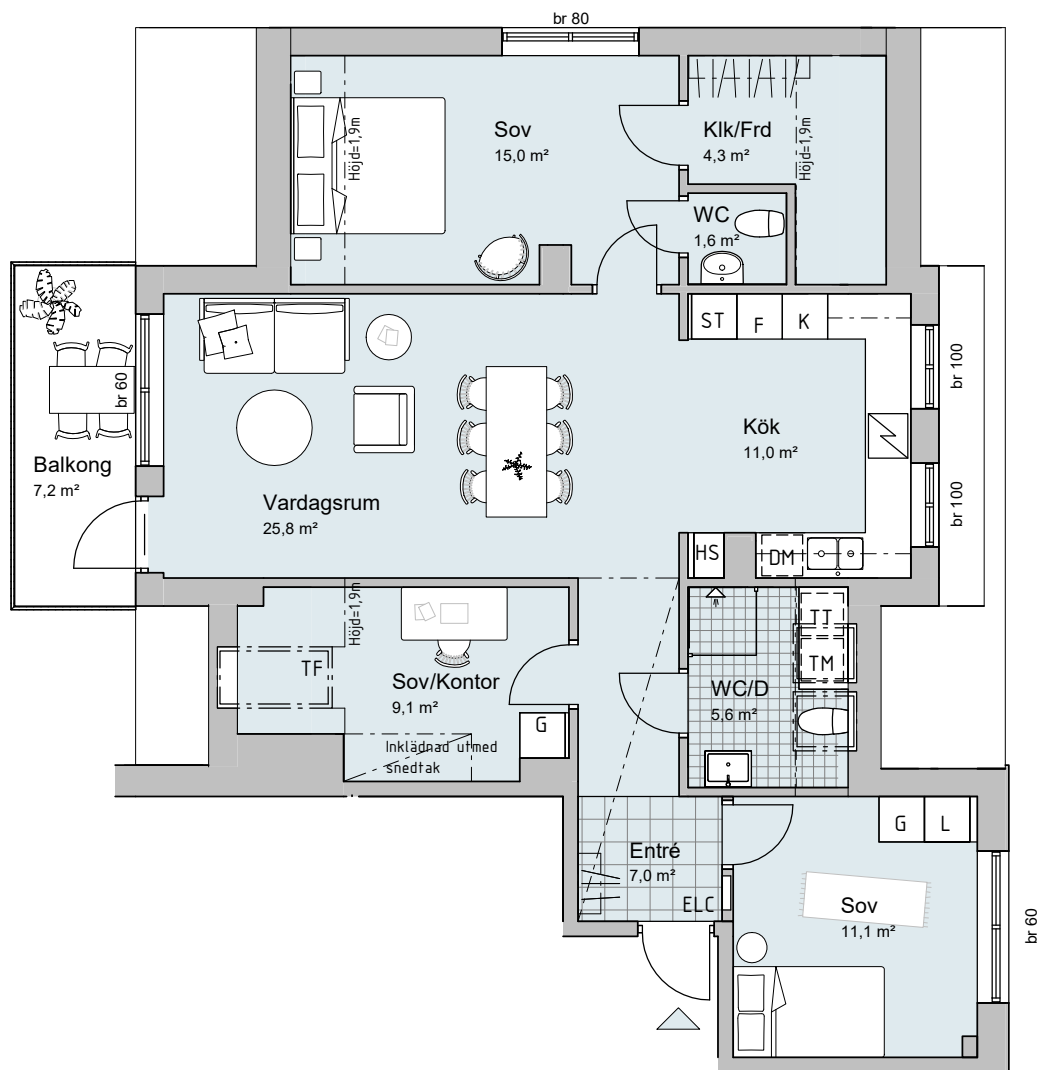 br 80
Sov
15,0 m²
Höjd=1,9m
Klk/Frd
4,3 m²
Höjd=1,9m
WC
1,6 m²
ST
F
K
br 100
br 60
Kök
11,0 m²
Balkong
7,2 m²
Vardagsrum
25,8 m²
br 100
HS
DM
Höjd=1,9m
TT
TF
Sov/Kontor
9,1 m²
TM
WC/D
5,6 m²
G
Inklädnad utmed
snedtak
G
L
Entré
7,0 m²
ELC
Sov
11,1 m²
br 60